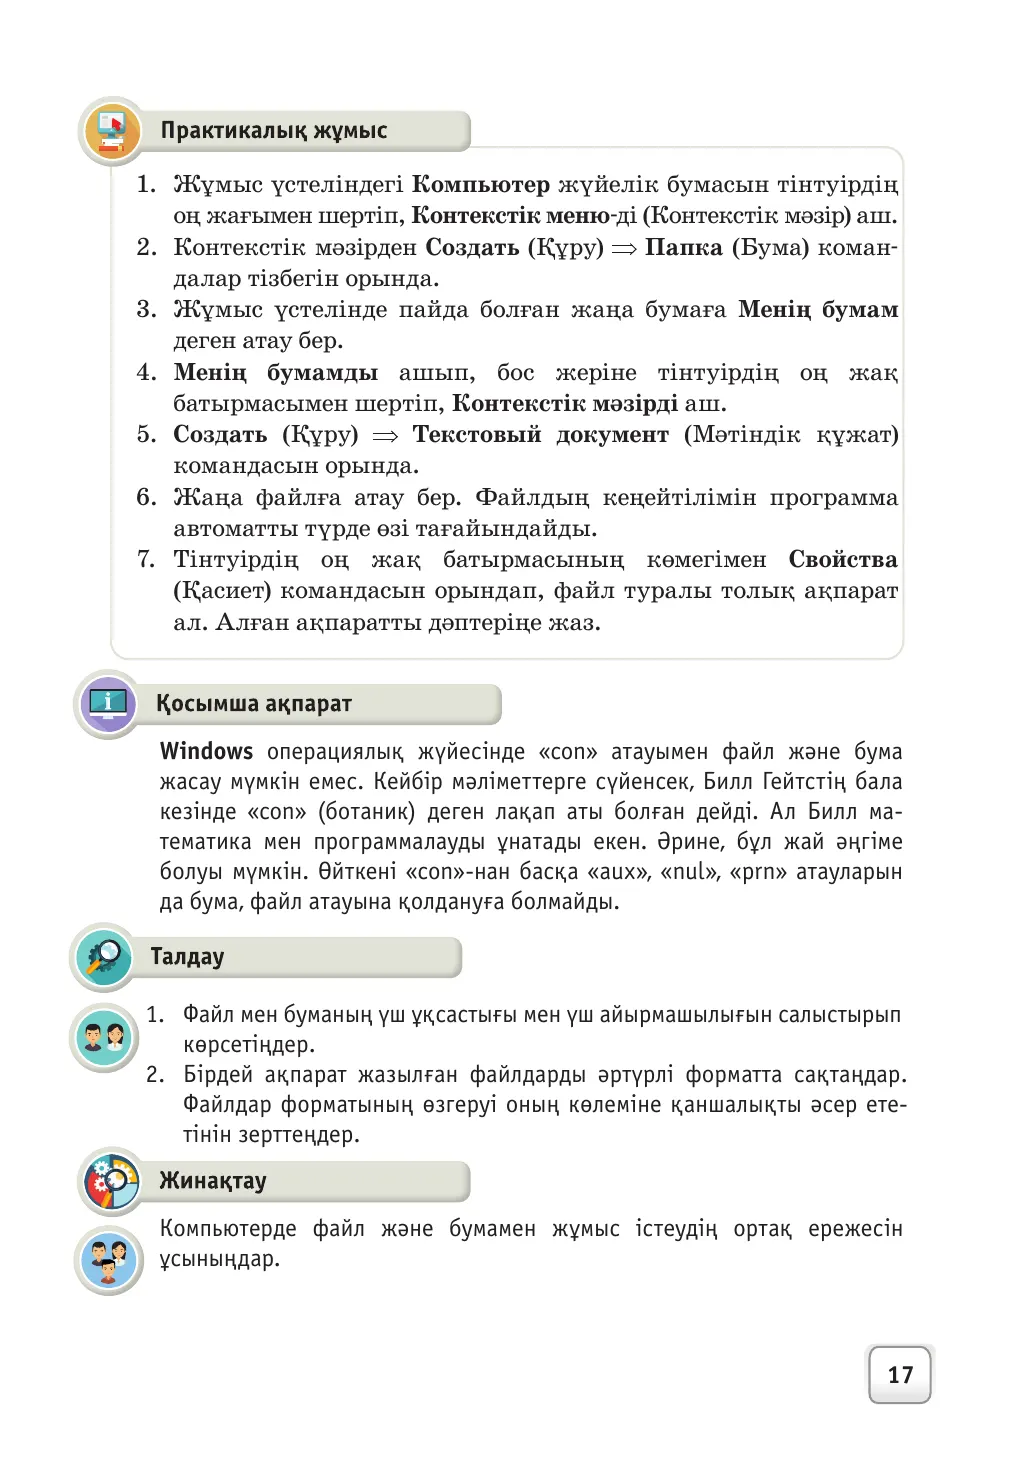 Практикалық жұмыс
1. Жұмыс үстеліндегі Компьютер жүйелік бумасын тінтуірдің
оң жағымен шертіп, Контекстік меню-ді (Контекстік мәзір) аш.
2. Контекстік мәзірден Создать (Құру) ⇒ Папка (Бума) коман-
далар тізбегін орында.
3. Жұмыс үстелінде пайда болған жаңа бумаға Менің бумам
деген атау бер.
4. Менің бумамды ашып, бос жеріне тінтуірдің оң жақ
батырмасымен шертіп, Контекстік мәзірді аш.
5. Создать (Құру) ⇒ Текстовый документ (Мәтіндік құжат)
командасын орында.
6. Жаңа файлға атау бер. Файлдың кеңейтілімін программа
автоматты түрде өзі тағайындайды.
7. Тінтуірдің оң жақ батырмасының көмегімен Свойства
(Қасиет) командасын орындап, файл туралы толық ақпарат
ал. Алған ақпаратты дәптеріңе жаз.
i
Қосымша ақпарат
Windows операциялық жүйесінде «con» атауымен файл және бума
жасау мүмкін емес. Кейбір мәліметтерге сүйенсек, Билл Гейтстің бала
кезінде «con» (ботаник) деген лақап аты болған дейді. Ал Билл ма-
тематика мен программалауды ұнатады екен. Әрине, бұл жай әңгіме
болуы мүмкін. Өйткені «con»-нан басқа «aux», «nul», «prn» атауларын
да бума, файл атауына қолдануға болмайды.
Талдау
1. Файл мен буманың үш ұқсастығы мен үш айырмашылығын салыстырып
көрсетіңдер.
2. Бірдей ақпарат жазылған файлдарды әртүрлі форматта сақтаңдар.
Файлдар форматының өзгеруі оның көлеміне қаншалықты әсер ете-
тінін зерттеңдер.
Жинақтау
Компьютерде файл және бумамен жұмыс істеудің ортақ ережесін
ұсыныңдар.
17